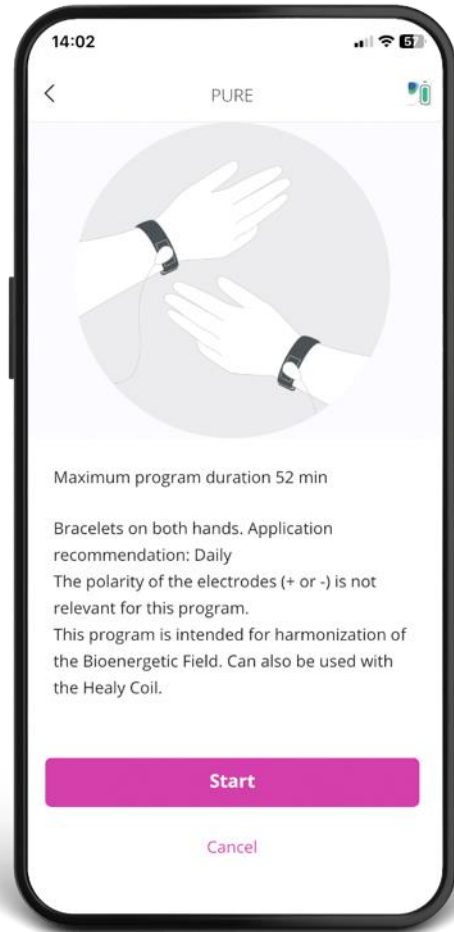 14:02
57
PURE
Maximum program duration 52 min
Bracelets on both hands. Application
recommendation: Daily
The polarity of the electrodes (+ or -) is not
relevant for this program.
This program is intended for harmonization of
the Bioenergetic Field. Can also be used with
the Healy Coil.
Start
Cancel